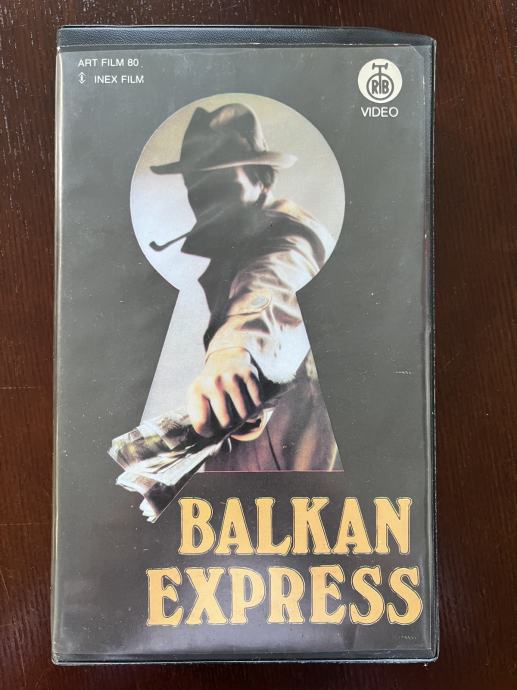 ART FILM 80
INEX FILM
RTB
VIDEO
BALKAN
EXPRESS